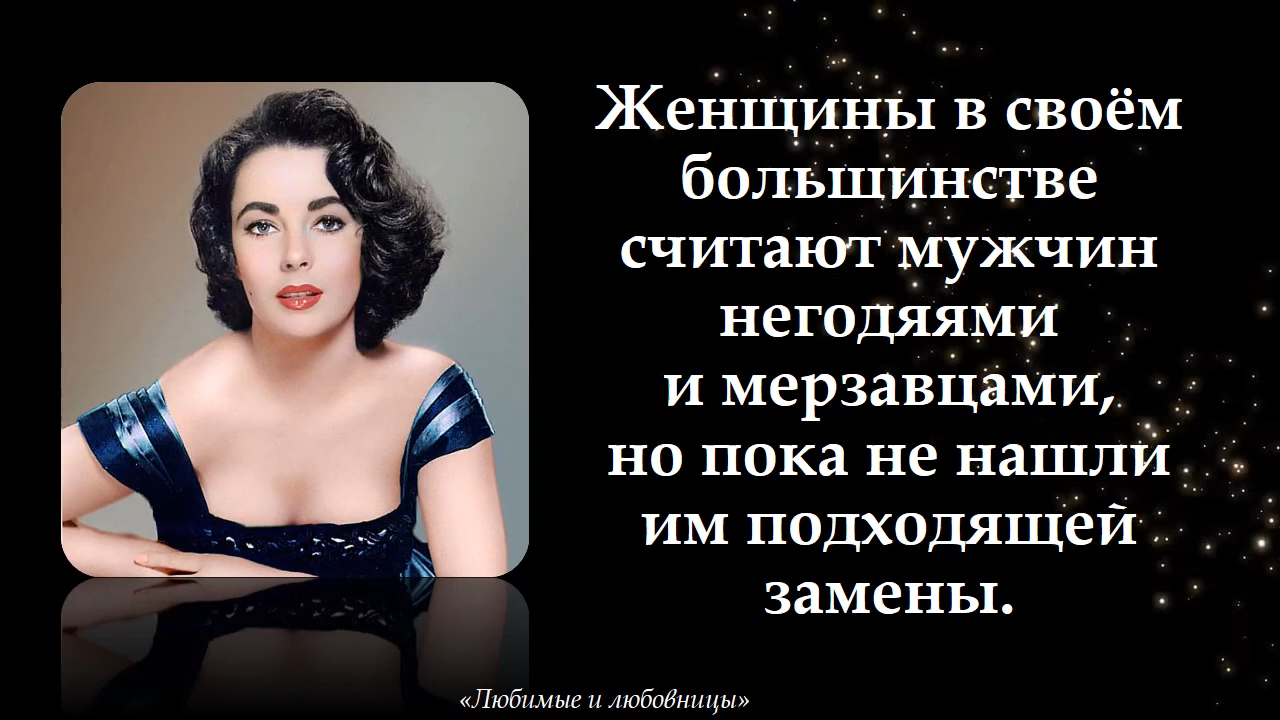 Женщины в своём
большинстве
считают мужчин
негодяями
и мерзавцами,
но пока не нашли
им подходящей
замены.
«Любимые и любовницы»